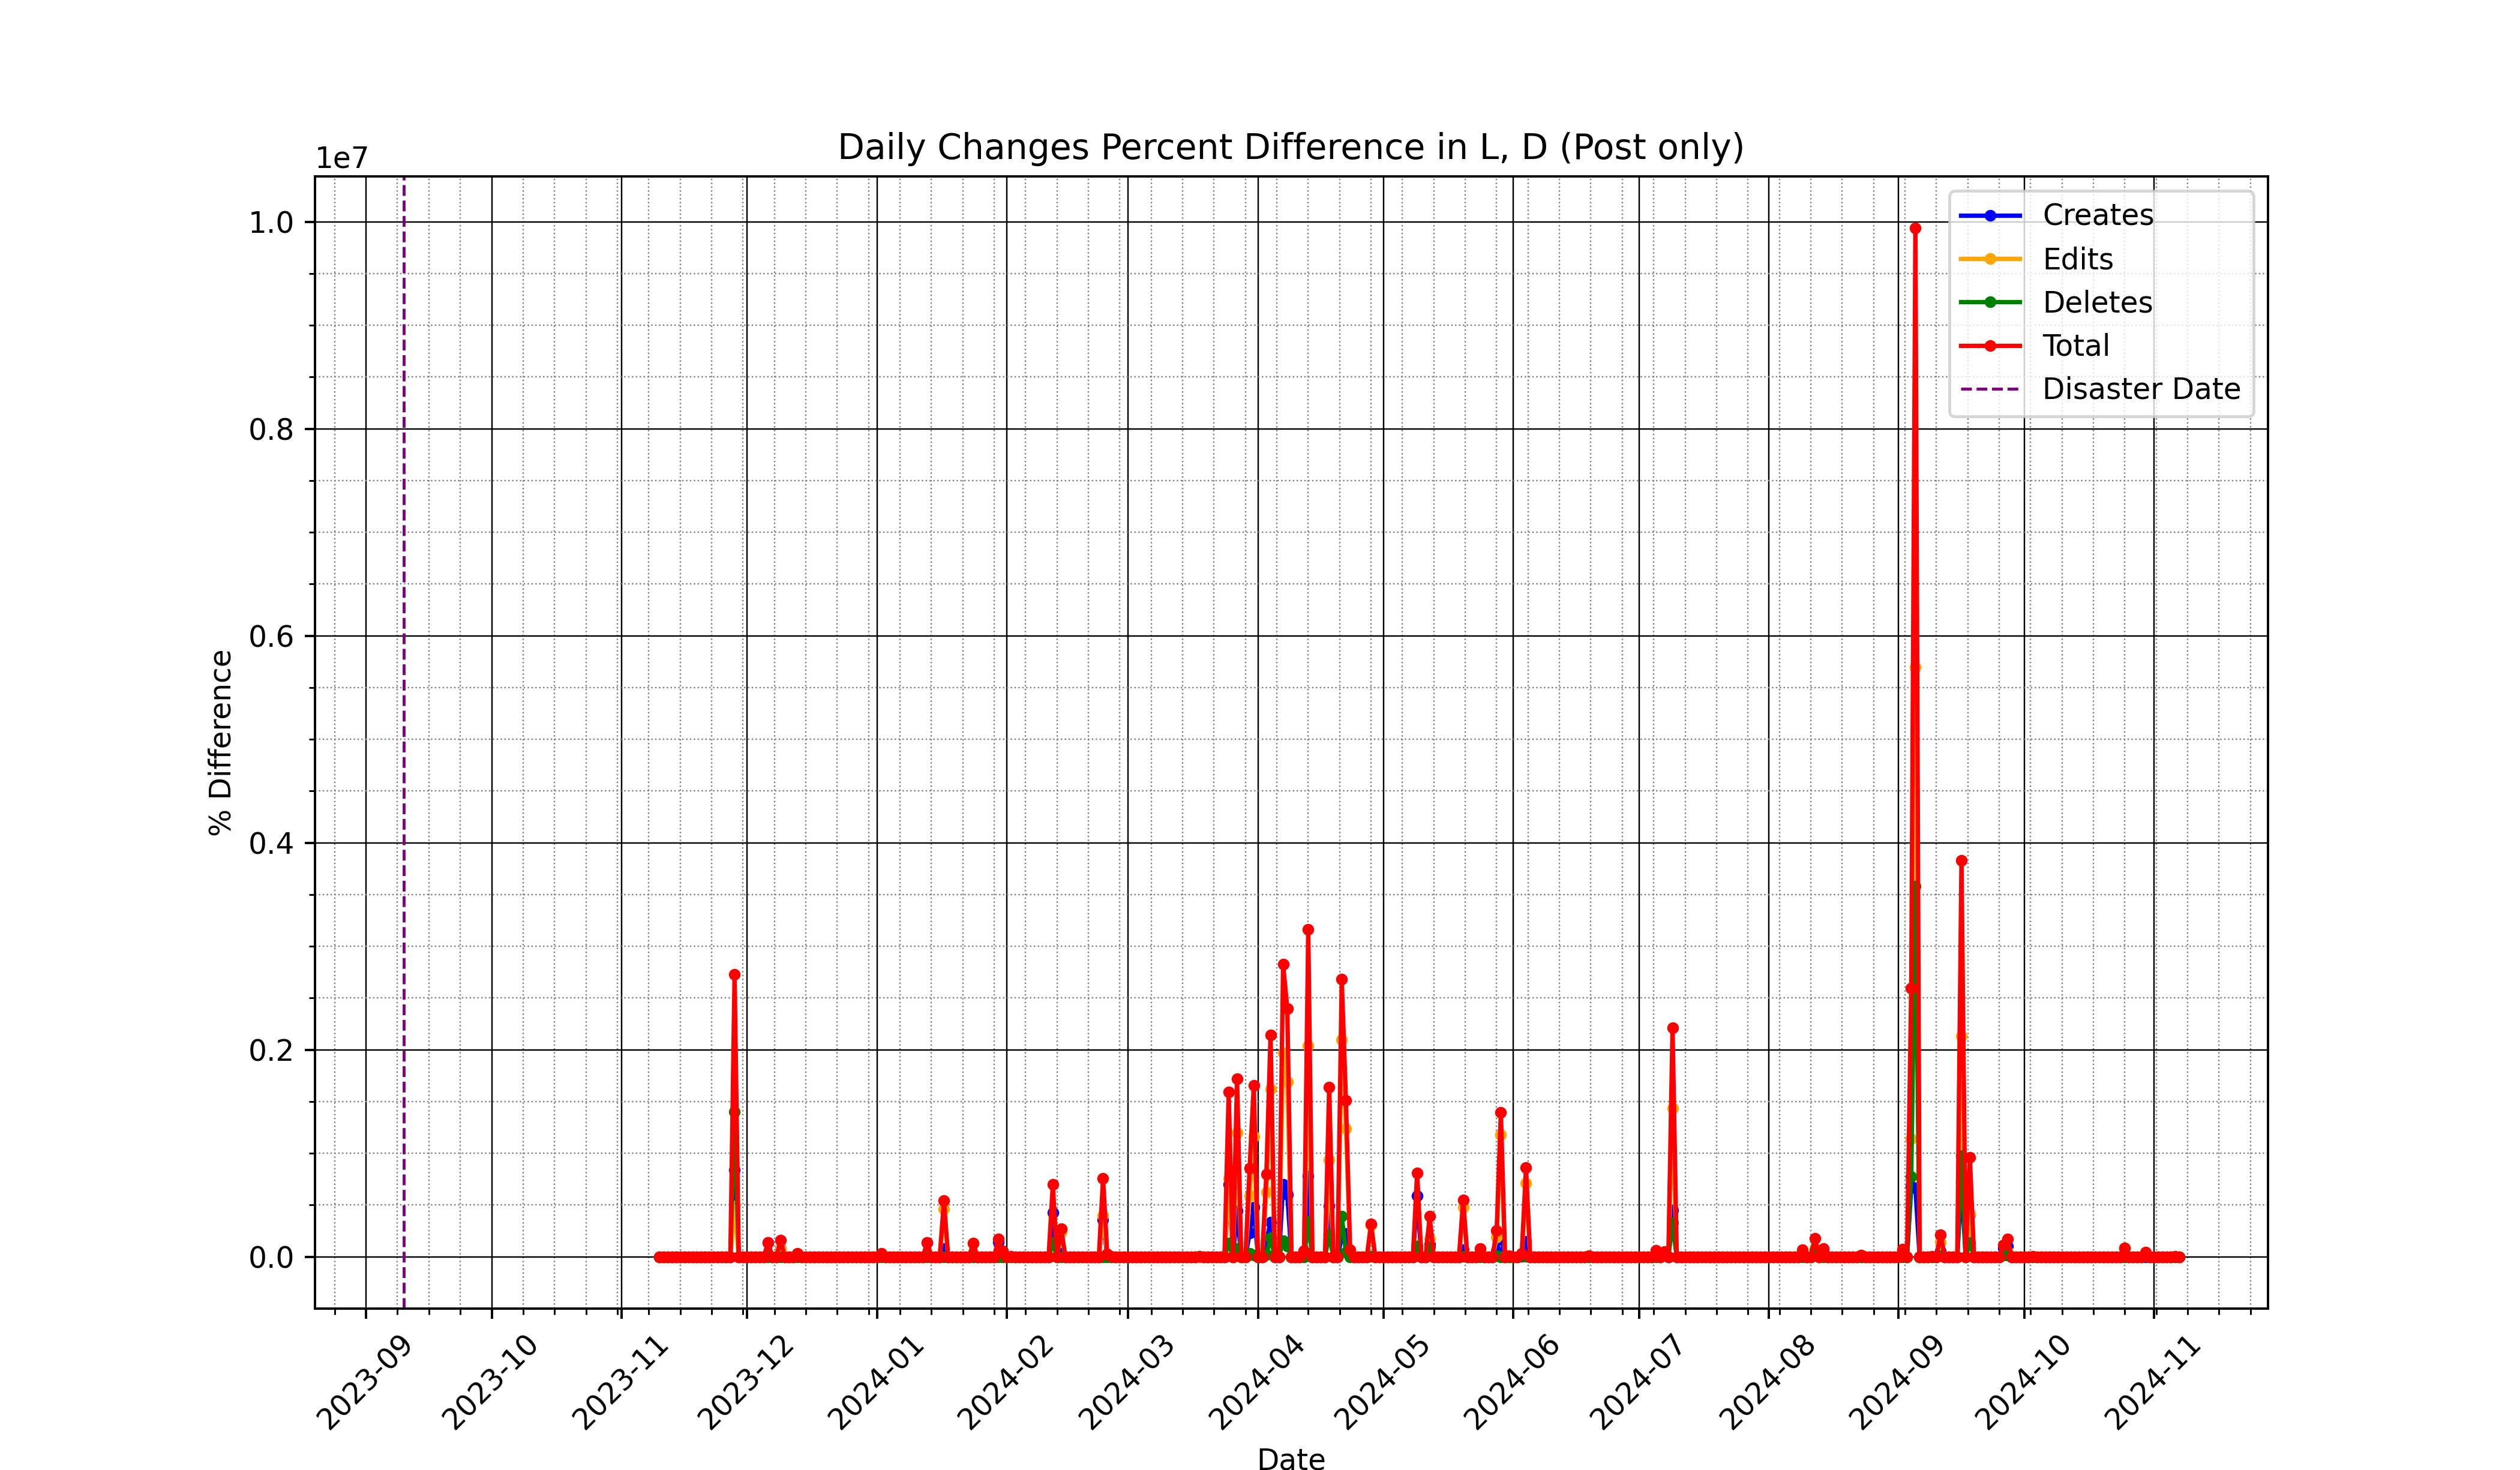 Daily Changes Percent Difference in L, D (Post only)
1e7
1.0
0.8
0.6
0.4
0.2
0.0
% Difference
Creates
Edits
Deletes
Total
Disaster Date
2023-09
2023-10
2023-11
2023-12
2024-01
2024-02
2024-03
2024-04
2024-05
2024-06
2024-07
2024-08
2024-09
2024-10
2024-11
Date